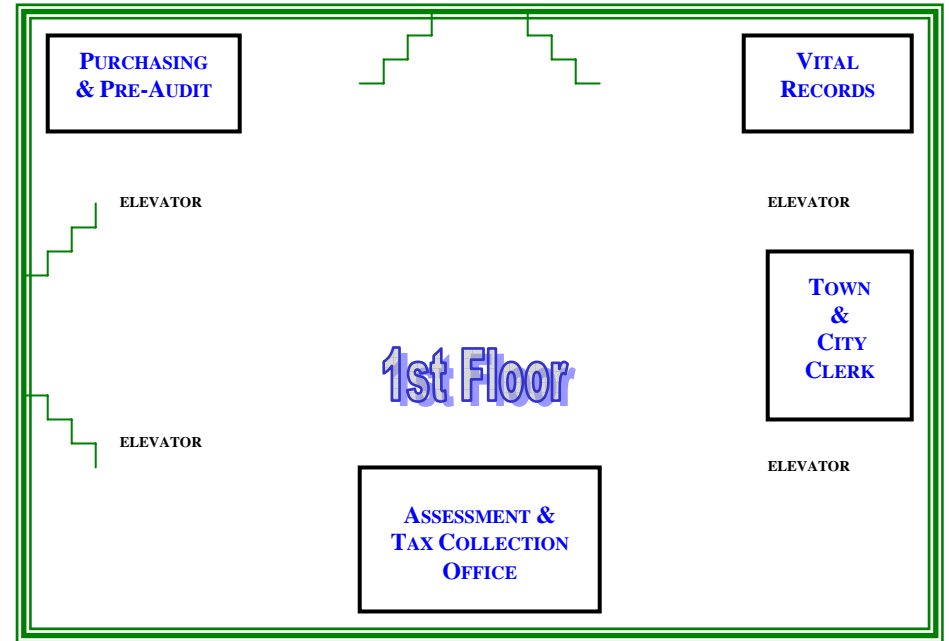 PURCHASING
& PRE-AUDIT
VITAL
RECORDS
ELEVATOR
ELEVATOR
TOWN
&
CITY
CLERK
1st Floor
ELEVATOR
ELEVATOR
ASSESSMENT &
TAX COLLECTION
OFFICE